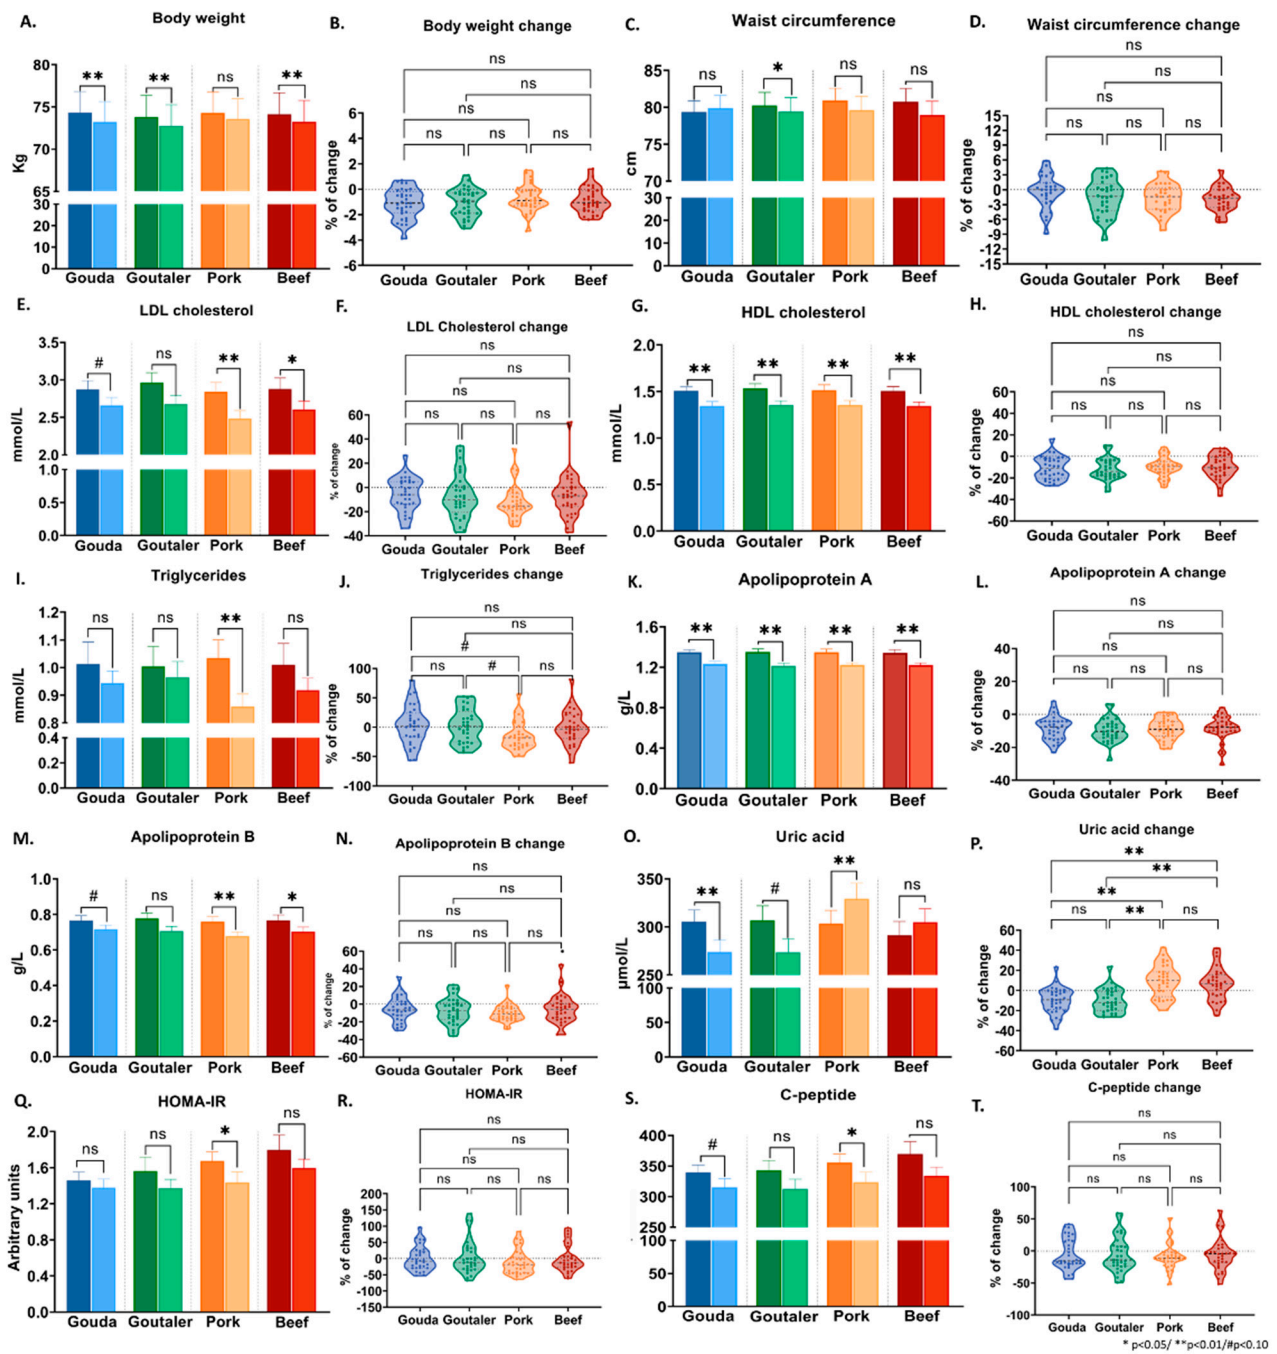 A. Body weight
Kg
80
75
70
65
30
20
10
0
** ** ns **
Gouda Goutaler Pork Beef
B. Body weight change
% of change
6
4
2
0
-2
-4
-6
ns
ns
ns
ns ns ns
Gouda Goutaler Pork Beef
C. Waist circumference
cm
85
80
75
70
30
20
10
0
ns * ns ns
Gouda Goutaler Pork Beef
D. Waist circumference change
% of change
15
12
9
6
3
0
-3
-6
-9
-12
-15
ns
ns
ns
ns ns ns
Gouda Goutaler Pork Beef
E. LDL cholesterol
mmol/L
3.5
3.0
2.5
2.0
1.0
0.5
0.0
# ns ** *
Gouda Goutaler Pork Beef
F. LDL Cholesterol change
% of change
60
40
20
0
-20
-40
ns
ns
ns
ns ns ns
Gouda Goutaler Pork Beef
G. HDL cholesterol
mmol/L
2.0
1.5
1.0
0.5
0.0
** ** ** **
Gouda Goutaler Pork Beef
H. HDL cholesterol change
% of change
60
40
20
0
-20
-40
-60
ns
ns
ns
ns ns ns
Gouda Goutaler Pork Beef
I. Triglycerides
mmol/L
1.2
1.1
1.0
0.9
0.8
0.4
0.2
0.0
ns ns ** ns
Gouda Goutaler Pork Beef
J. Triglycerides change
% of change
100
50
0
-50
-100
ns
ns
#
ns # ns
Gouda Goutaler Pork Beef
K. Apolipoprotein A
g/L
1.6
1.2
0.8
0.4
0.0
** ** ** **
Gouda Goutaler Pork Beef
L. Apolipoprotein A change
% of change
40
20
0
-20
-40
ns
ns
ns
ns ns ns
Gouda Goutaler Pork Beef
M. Apolipoprotein B
g/L
1.0
0.8
0.6
0.4
0.2
0.0
# ns ** *
Gouda Goutaler Pork Beef
N. Apolipoprotein B change
% of change
60
40
20
0
-20
-40
-60
ns
ns
ns
ns ns ns
Gouda Goutaler Pork Beef
O. Uric acid
µmol/L
350
300
250
100
50
0
** # ** ns
Gouda Goutaler Pork Beef
P. Uric acid change
% of change
60
40
20
0
-20
-40
-60
**
**
**
ns ** ns
Gouda Goutaler Pork Beef
Q. HOMA-IR
Arbitrary units
2.0
1.6
1.2
0.8
0.4
0.0
ns ns * ns
Gouda Goutaler Pork Beef
R. HOMA-IR
% of change
200
150
100
50
0
-50
-100
-150
ns
ns
ns
ns ns ns
Gouda Goutaler Pork Beef
S. C-peptide
400
350
300
250
100
50
0
# ns * ns
Gouda Goutaler Pork Beef
T. C-peptide change
% of change
100
50
0
-50
-100
ns
ns
ns
ns ns ns
Gouda Goutaler Pork Beef
* p<0.05/ **p<0.01/#p<0.10